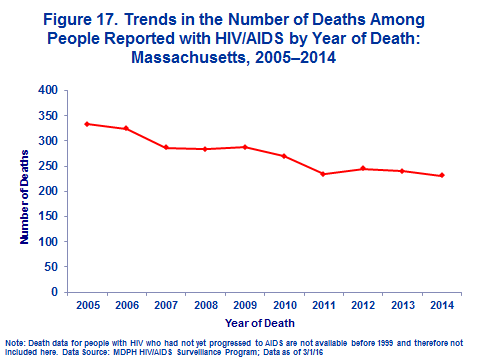 Figure 17. Trends in the Number of Deaths Among
People Reported with HIV/AIDS by Year of Death:
Massachusetts, 2005–2014
400
350
300
250
200
150
100
50
0
Number of Deaths
2005 2006 2007 2008 2009 2010 2011 2012 2013 2014
Year of Death
Note: Death data for people with HIV who had not yet progressed to AIDS are not available before 1999 and therefore not
included here. Data Source: MDPH HIV/AIDS Surveillance Program; Data as of 3/1/16